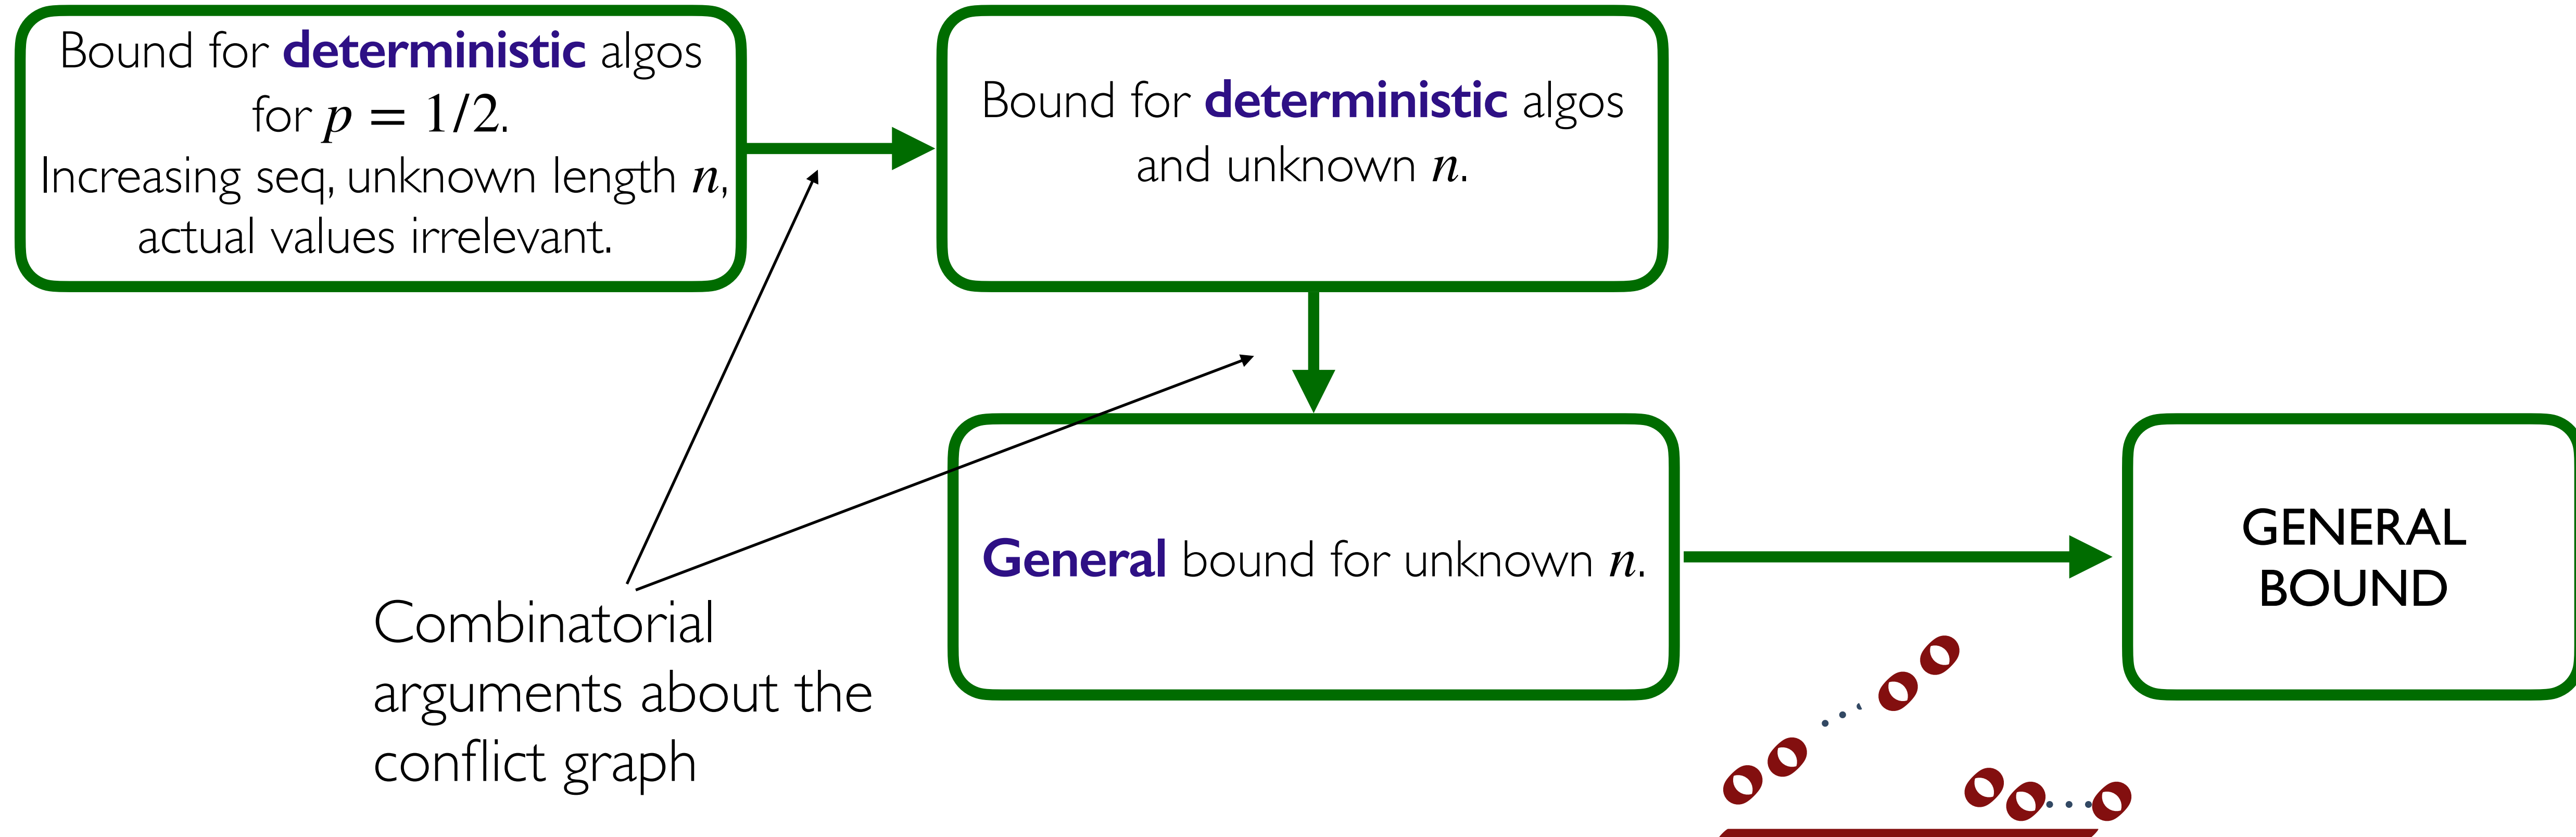 Bound for deterministic algos
for p = 1/2.
Increasing seq, unknown length n,
actual values irrelevant.
Bound for deterministic algos
and unknown n.
General bound for unknown n.
GENERAL
BOUND
Combinatorial
arguments about the
conflict graph